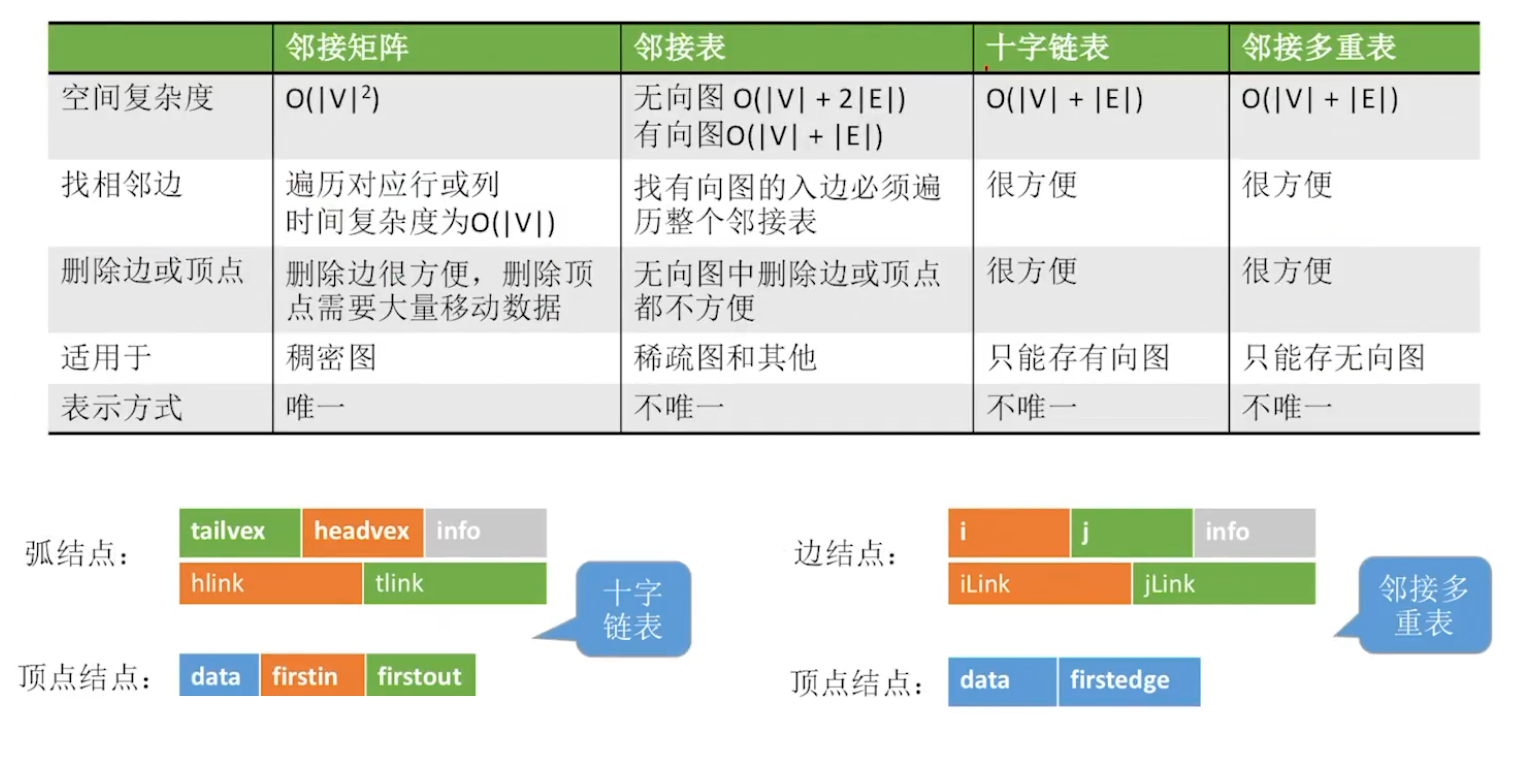 邻接矩阵 邻接表 十字链表 邻接多重表
空间复杂度 O(|V|²) 无向图 O(|V| + 2|E|) O(|V| + |E|) O(|V| + |E|)
有向图O(|V| + |E|)
找相邻边 遍历对应行或列 找有向图的入边必须遍 很方便 很方便
时间复杂度为O(|V|) 历整个邻接表
删除边或顶点 删除边很方便，删除顶 无向图中删除边或顶点 很方便 很方便
点需要大量移动数据 都不方便
适用于 稠密图 稀疏图和其他 只能存有向图 只能存无向图
表示方式 唯一 不唯一 不唯一 不唯一
弧结点：
tailvex headvex info
hlink tlink
十字
链表
顶点结点：
data firstin firstout
边结点：
i j info
iLink jLink
邻接多
重表
顶点结点：
data firstedge